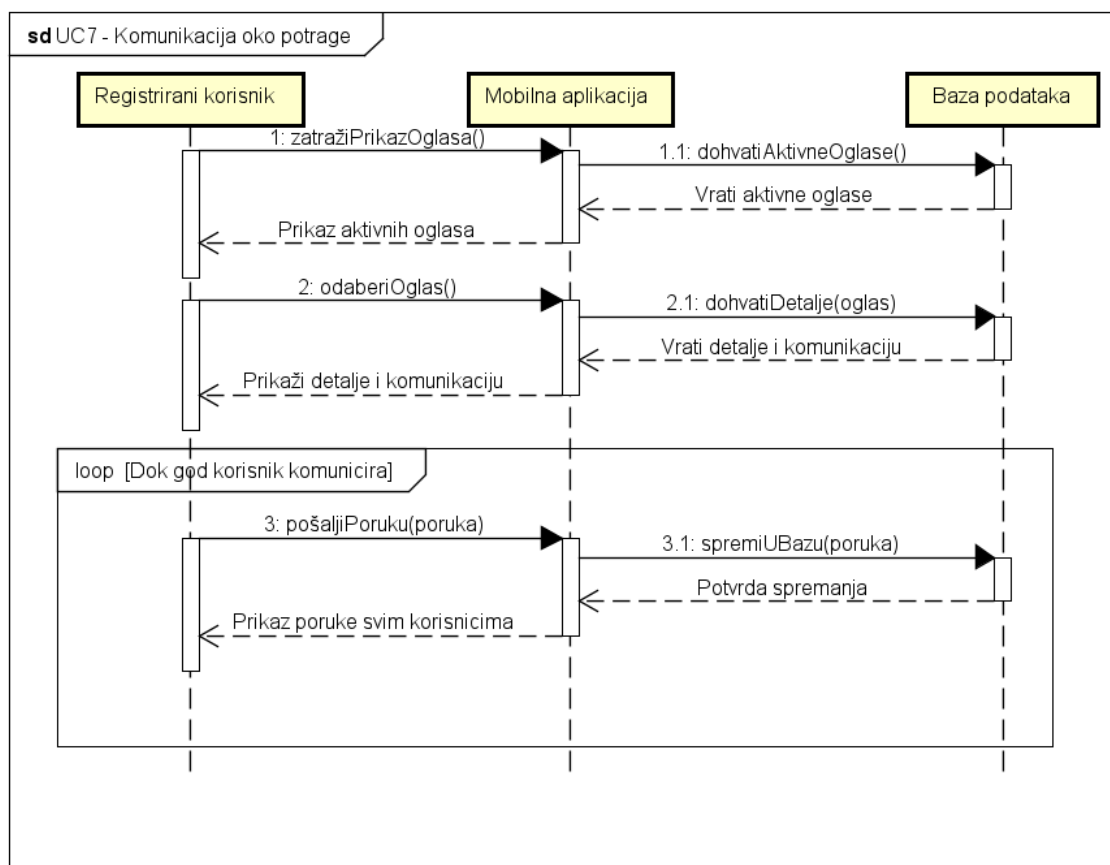 sd UC7 - Komunikacija oko potrage
Registrirani korisnik
Mobilna aplikacija
Baza podataka
1: zatražiPrikazOglasa()
1.1: dohvatiAktivneOglase()
Vrati aktivne oglase
Prikaz aktivnih oglasa
2: odaberiOglas()
2.1: dohvatiDetalje(oglas)
Vrati detalje i komunikaciju
Prikaži detalje i komunikaciju
loop [Dok god korisnik komunicira]
3: pošaljiPoruku(poruka)
3.1: spremiUBazu(poruka)
Potvrda spremanja
Prikaz poruke svim korisnicima